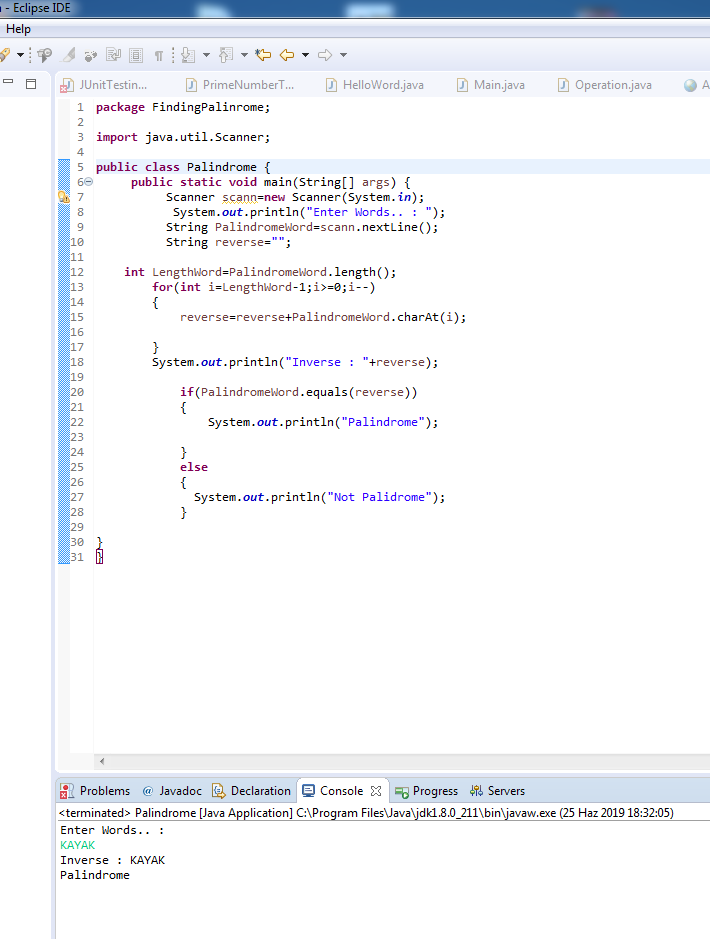 - Eclipse IDE
Help
JUnitTestin... PrimeNumberT... HelloWord.java Main.java Operation.java A
1 package FindingPalinrome;
2
3 import java.util.Scanner;
4
5 public class Palindrome {
6 public static void main(String[] args) {
7 Scanner scann=new Scanner(System.in);
8 System.out.println("Enter Words.. : ");
9 String PalindromeWord=scann.nextLine();
10 String reverse="";
11
12 int LengthWord=PalindromeWord.length();
13 for(int i=LengthWord-1;i>=0;i--)
14 {
15 reverse=reverse+PalindromeWord.charAt(i);
16
17 }
18 System.out.println("Inverse : "+reverse);
19
20 if(PalindromeWord.equals(reverse))
21 {
22 System.out.println("Palindrome");
23
24 }
25 else
26 {
27 System.out.println("Not Palidrome");
28 }
29
30 }
31 }
Problems @ Javadoc Declaration Console Progress Servers
<terminated> Palindrome [Java Application] C:\Program Files\Java\jdk1.8.0_211\bin\javaw.exe (25 Haz 2019 18:32:05)
Enter Words.. :
KAYAK
Inverse : KAYAK
Palindrome